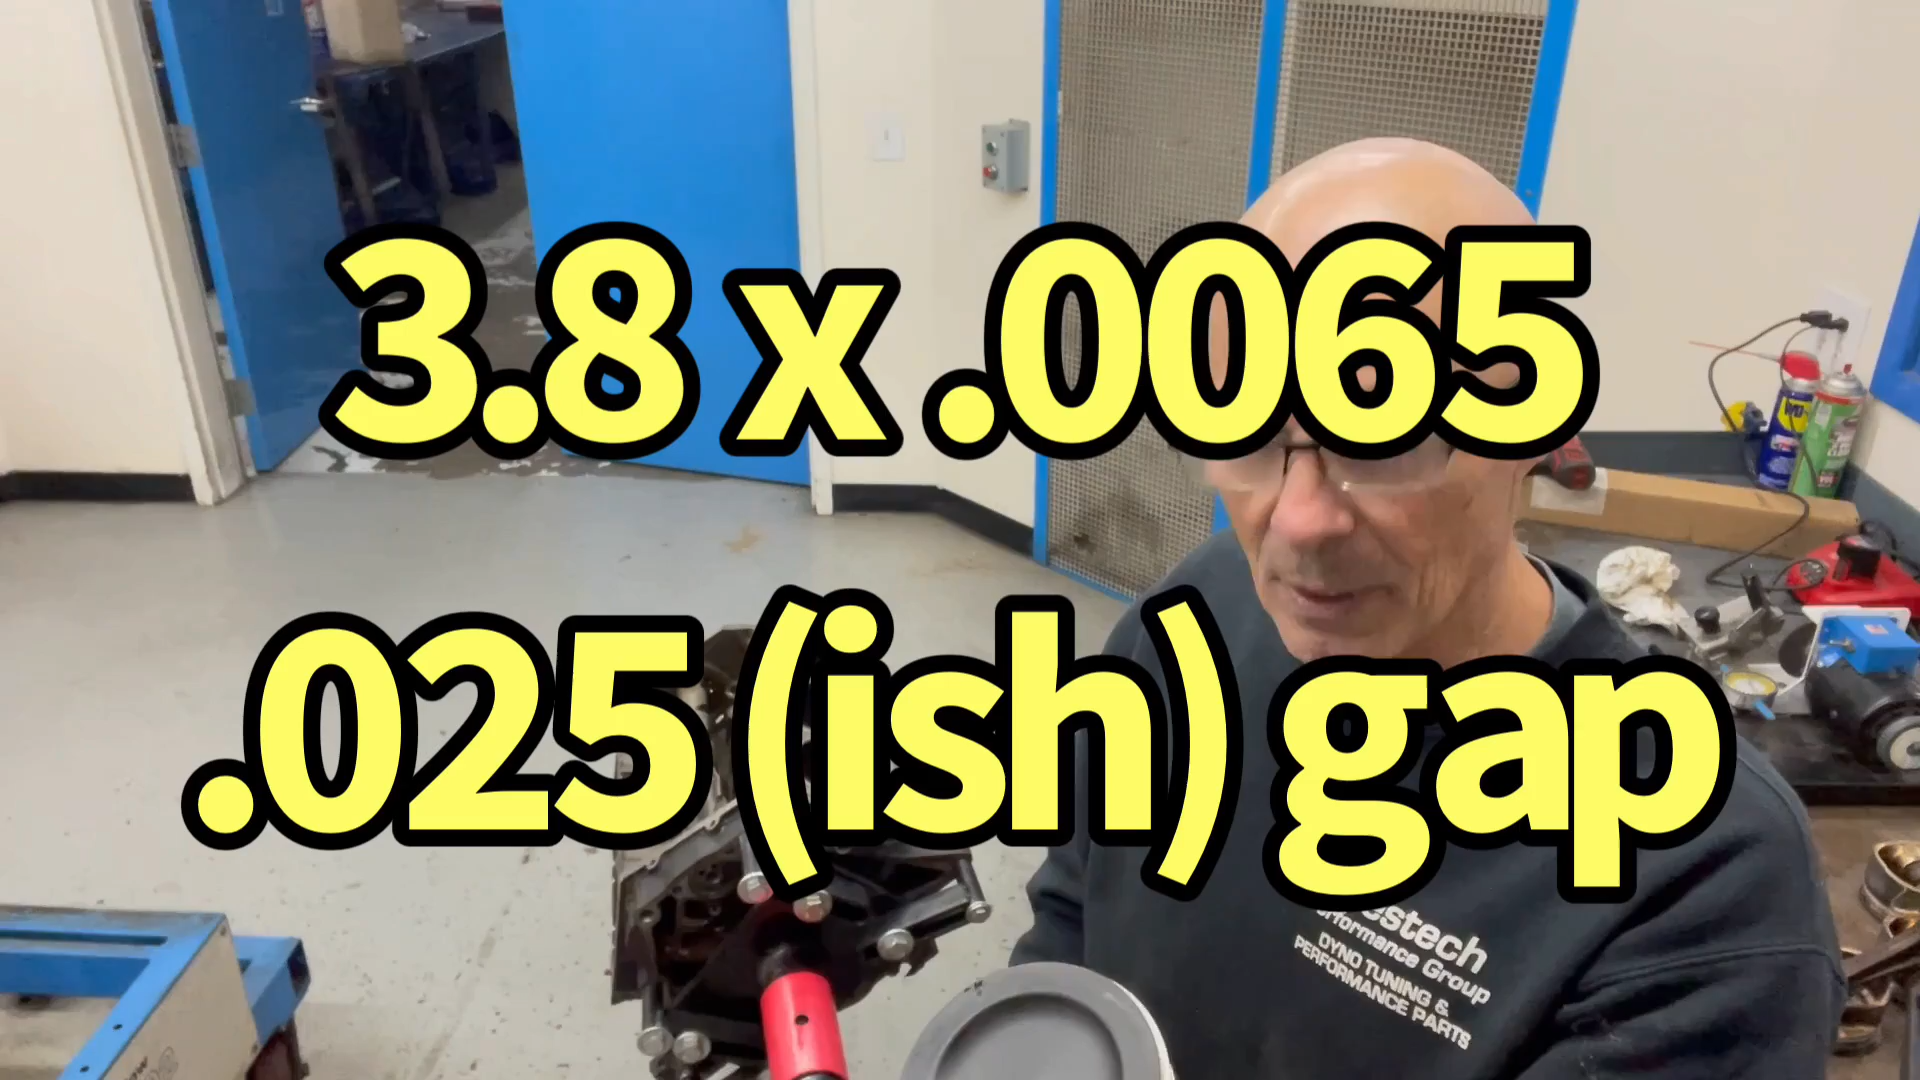 3.8 x .0065
.025 (ish) gap
Performance Group
DYNO TUNING &
PERFORMANCE PARTS